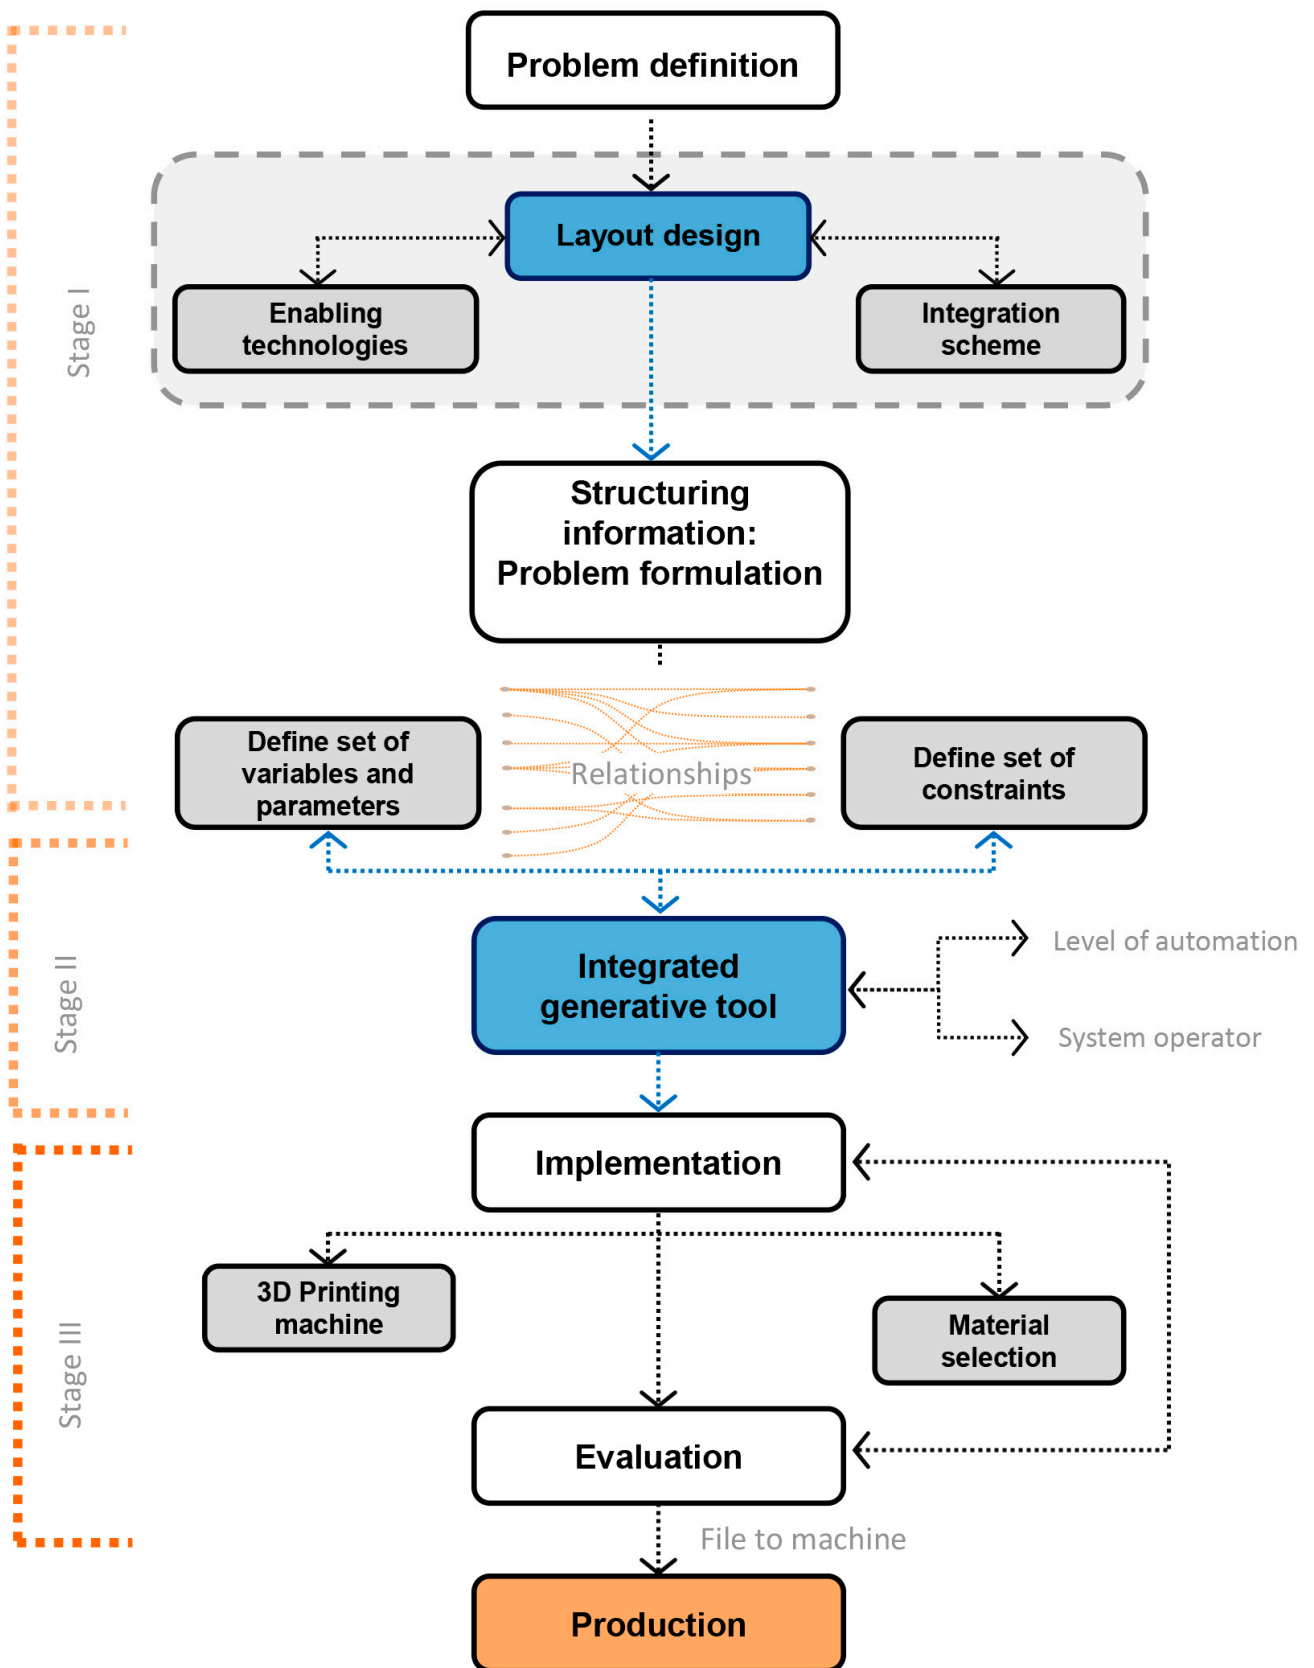 Problem definition
Stage I
Layout design
Enabling
technologies
Integration
scheme
Structuring
information:
Problem formulation
Define set of
variables and
parameters
Relationships
Define set of
constraints
Stage II
Integrated
generative tool
Level of automation
System operator
Stage III
Implementation
3D Printing
machine
Material
selection
Evaluation
File to machine
Production